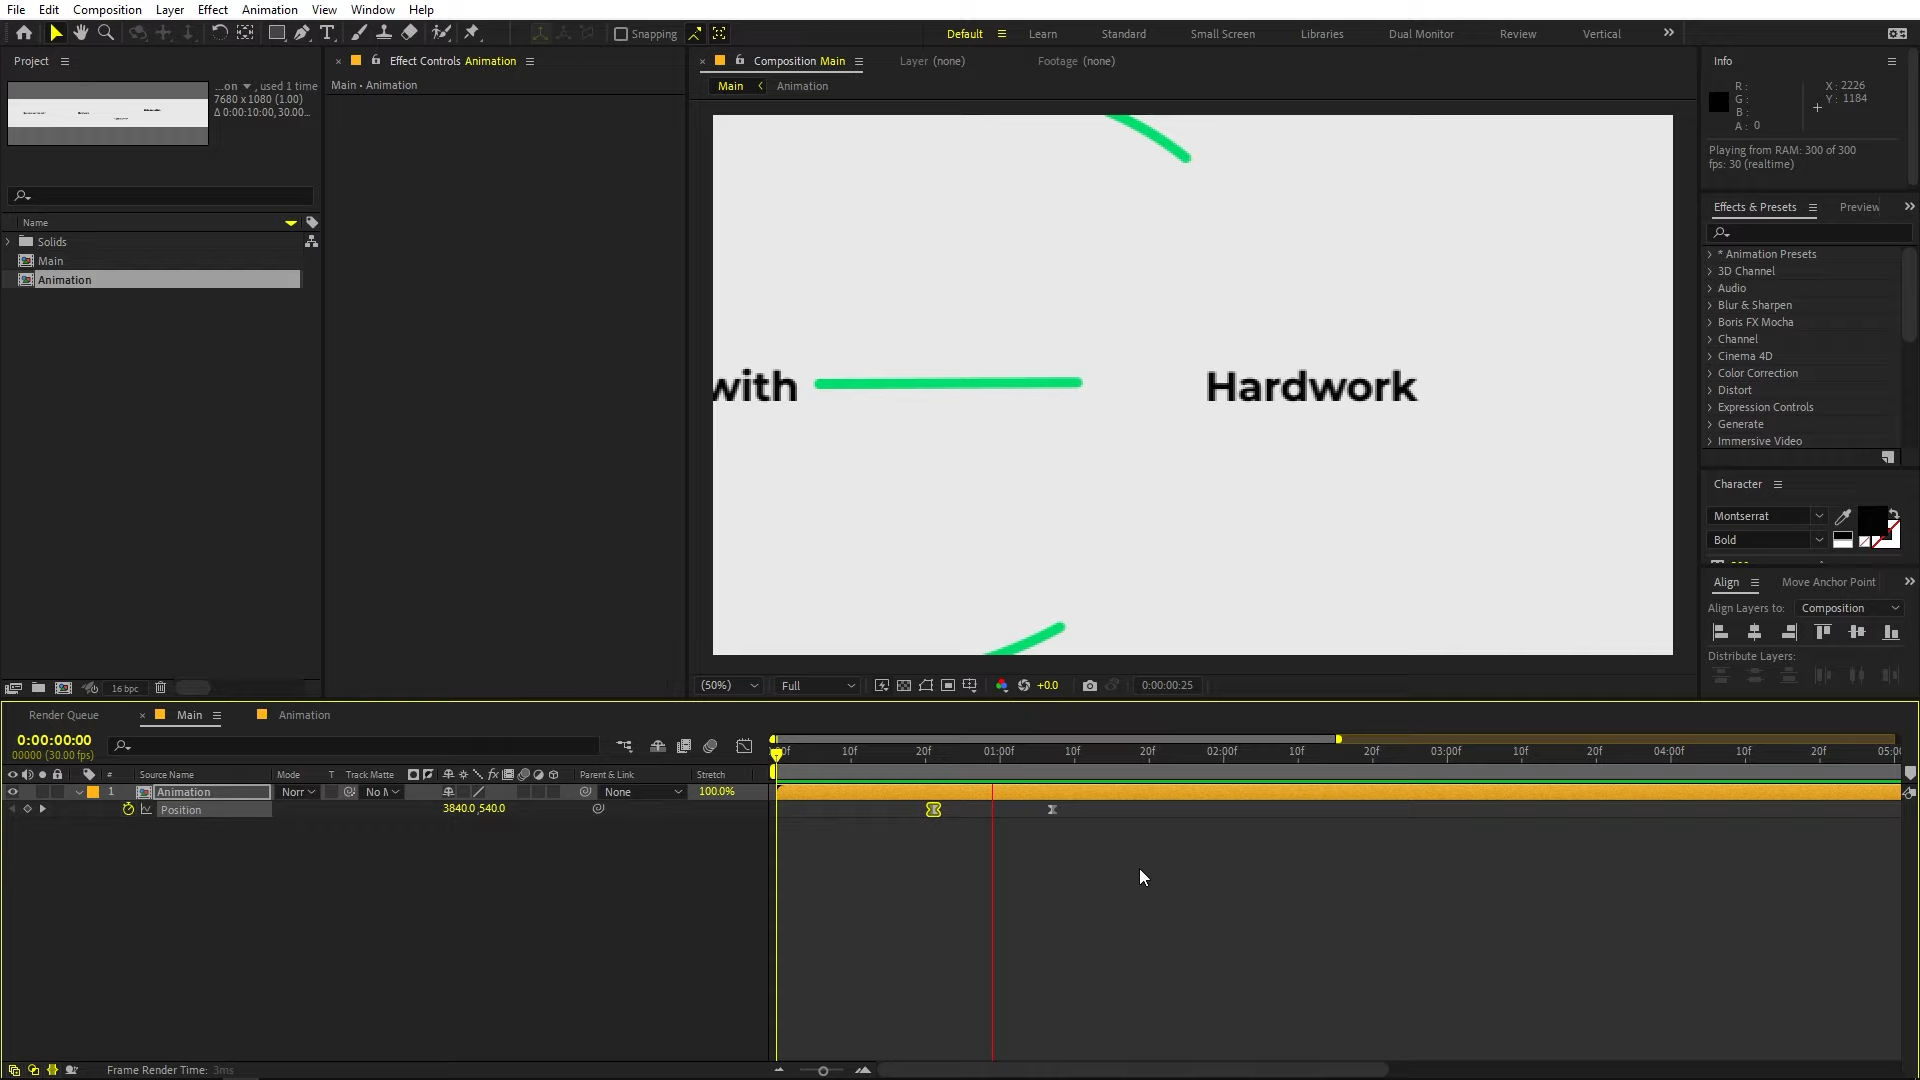 File Edit Composition Layer Effect Animation View Window Help
Snapping
Default Learn Standard Small Screen Libraries Dual Monitor Review Vertical
Project
...on , used 1 time
7680 x 1080 (1.00)
Δ 0:00:10:00,30.00...
Name
Solids
Main
Animation
16 bpc
Effect Controls Animation
Main • Animation
Composition Main
Layer (none)
Footage (none)
Main Animation
with
Hardwork
(50%) Full +0.0 0:00:00:25
Info
R:
G:
B:
A: 0
X: 2226
Y: 1184
Playing from RAM: 300 of 300
fps: 30 (realtime)
Effects & Presets Preview
* Animation Presets
3D Channel
Audio
Blur & Sharpen
Boris FX Mocha
Channel
Cinema 4D
Color Correction
Distort
Expression Controls
Generate
Immersive Video
Character
Montserrat
Bold
Align Move Anchor Point
Align Layers to: Composition
Distribute Layers:
Render Queue Main Animation
0:00:00:00
00000 (30.00 fps)
:00f 10f 20f 01:00f 10f 20f 02:00f 10f 20f 03:00f 10f 20f 04:00f 10f 20f 05:00
# Source Name Mode T Track Matte fx Parent & Link Stretch
1 Animation Norr No M None 100.0%
Position 3840.0,540.0
Frame Render Time: 3ms